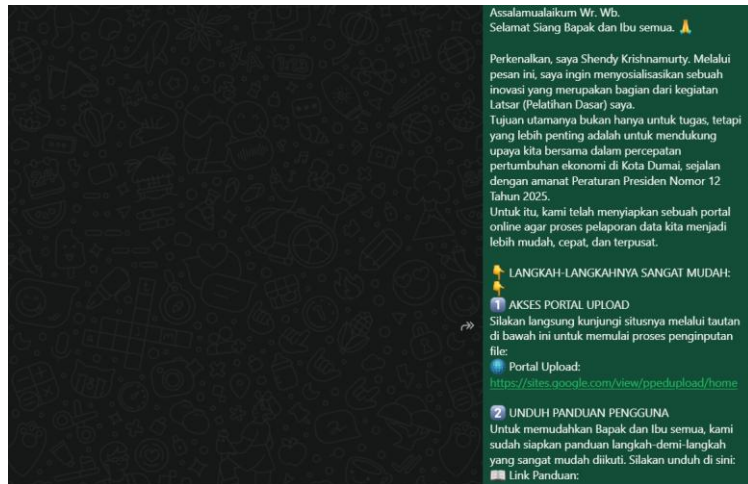 Assalamualaikum Wr. Wb.
Selamat Siang Bapak dan Ibu semua. 🙏
Perkenalkan, saya Shendy Krishnamurty. Melalui
pesan ini, saya ingin menyosialisasikan sebuah
inovasi yang merupakan bagian dari kegiatan
Latsar (Pelatihan Dasar) saya.
Tujuan utamanya bukan hanya untuk tugas, tetapi
yang lebih penting adalah untuk mendukung
upaya kita bersama dalam percepatan
pertumbuhan ekonomi di Kota Dumai, sejalan
dengan amanat Peraturan Presiden Nomor 12
Tahun 2025.
Untuk itu, kami telah menyiapkan sebuah portal
online agar proses pelaporan data kita menjadi
lebih mudah, cepat, dan terpusat.
👇 LANGKAH-LANGKAHNYA SANGAT MUDAH:
👇
1️⃣ AKSES PORTAL UPLOAD
Silakan langsung kunjungi situsnya melalui tautan
di bawah ini untuk memulai proses penginputan
file:
🌐 Portal Upload:
https://sites.google.com/view/ppedupload/home
2️⃣ UNDUH PANDUAN PENGGUNA
Untuk memudahkan Bapak dan Ibu semua, kami
sudah siapkan panduan langkah-demi-langkah
yang sangat mudah diikuti. Silakan unduh di sini:
📖 Link Panduan: